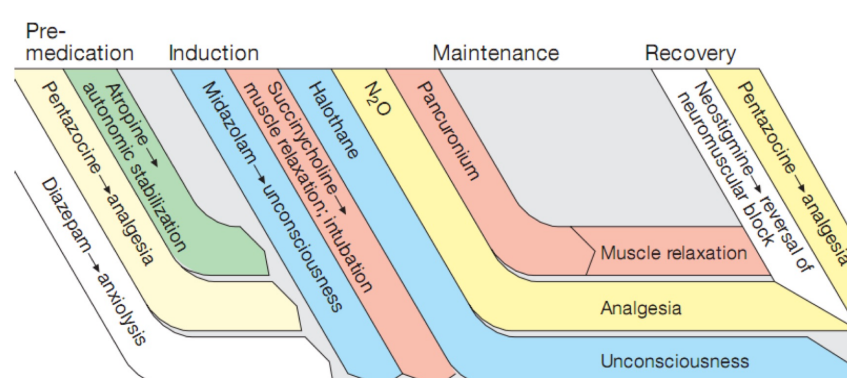 Pre-
medication
Induction
Maintenance
Recovery
Diazepam → anxiolysis
Pentazocine → analgesia
Atropine →
autonomic stabilization
Midazolam → unconsciousness
Succinycholine →
muscle relaxation; intubation
Halothane
N₂O
Pancuronium
Neostigmine → reversal of
neuromuscular block
Pentazocine → analgesia
Muscle relaxation
Analgesia
Unconsciousness